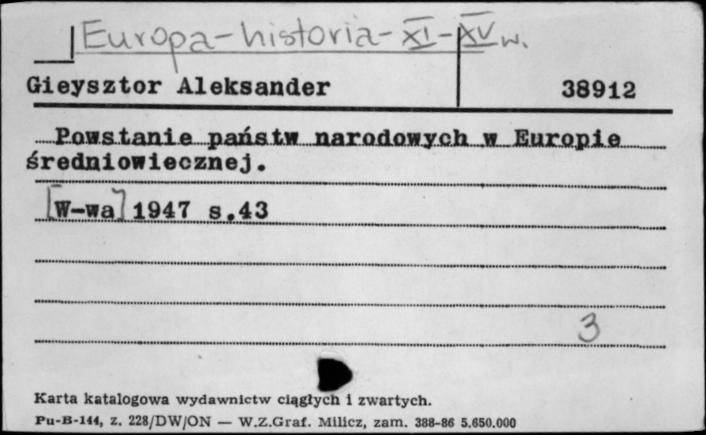 Europa - historia - XI - XV w.
Gieysztor Aleksander 38912
Powstanie państw narodowych w Europie
średniowiecznej.
[W-wa] 1947 s.43
3
Karta katalogowa wydawnictw ciągłych i zwartych.
Pu-B-144, z. 228/DW/ON — W.Z.Graf. Milicz, zam. 388-86 5.650.000